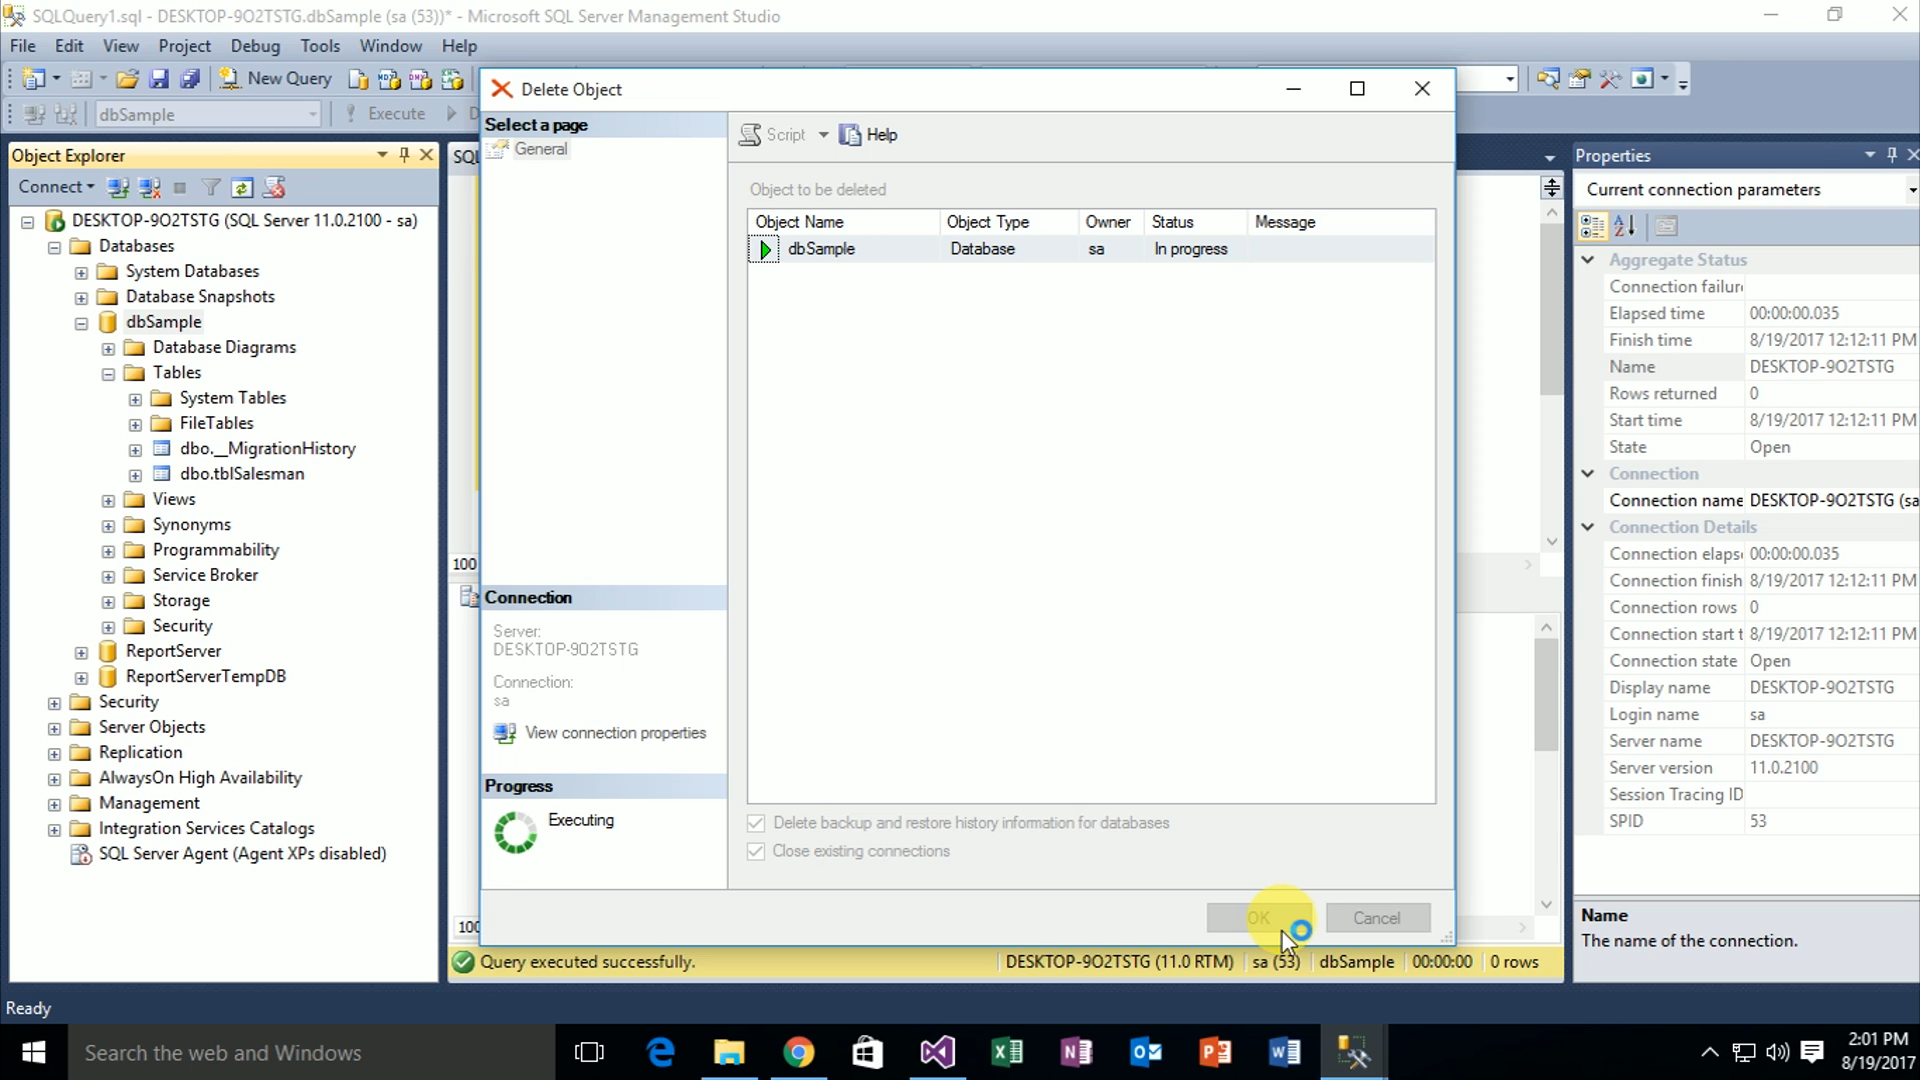 SQLQuery1.sql - DESKTOP-9O2TSTG.dbSample (sa (53))* - Microsoft SQL Server Management Studio
File Edit View Project Debug Tools Window Help
New Query
dbSample
Execute
Delete Object
Select a page
General
Script
Help
Object to be deleted
Object Name Object Type Owner Status Message
dbSample Database sa In progress
Connection
Server:
DESKTOP-9O2TSTG
Connection:
sa
View connection properties
Progress
Executing
Delete backup and restore history information for databases
Close existing connections
OK
Cancel
Object Explorer
Connect
DESKTOP-9O2TSTG (SQL Server 11.0.2100 - sa)
Databases
System Databases
Database Snapshots
dbSample
Database Diagrams
Tables
System Tables
FileTables
dbo.__MigrationHistory
dbo.tblSalesman
Views
Synonyms
Programmability
Service Broker
Storage
Security
ReportServer
ReportServerTempDB
Security
Server Objects
Replication
AlwaysOn High Availability
Management
Integration Services Catalogs
SQL Server Agent (Agent XPs disabled)
SQL
100
100
Query executed successfully.
DESKTOP-9O2TSTG (11.0 RTM) sa (53) dbSample 00:00:00 0 rows
Properties
Current connection parameters
Aggregate Status
Connection failur
Elapsed time 00:00:00.035
Finish time 8/19/2017 12:12:11 PM
Name DESKTOP-9O2TSTG
Rows returned 0
Start time 8/19/2017 12:12:11 PM
State Open
Connection
Connection name DESKTOP-9O2TSTG (sa
Connection Details
Connection elaps 00:00:00.035
Connection finish 8/19/2017 12:12:11 PM
Connection rows 0
Connection start t 8/19/2017 12:12:11 PM
Connection state Open
Display name DESKTOP-9O2TSTG
Login name sa
Server name DESKTOP-9O2TSTG
Server version 11.0.2100
Session Tracing ID
SPID 53
Name
The name of the connection.
Ready
Search the web and Windows
2:01 PM
8/19/2017